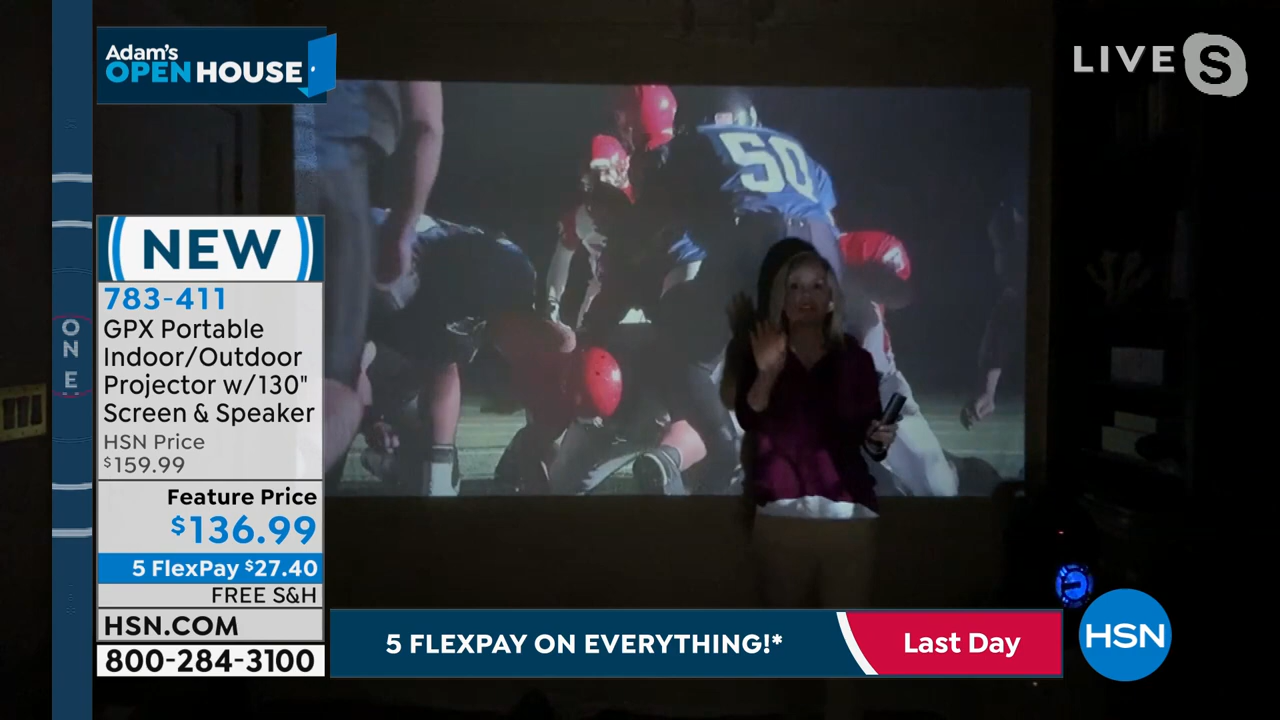 Adam's
OPEN HOUSE
LIVE S
50
NEW
783-411
GPX Portable
Indoor/Outdoor
Projector w/130"
Screen & Speaker
HSN Price
$159.99
Feature Price
$136.99
5 FlexPay $27.40
FREE S&H
HSN.COM
800-284-3100
ONE
5 FLEXPAY ON EVERYTHING!*
Last Day
HSN